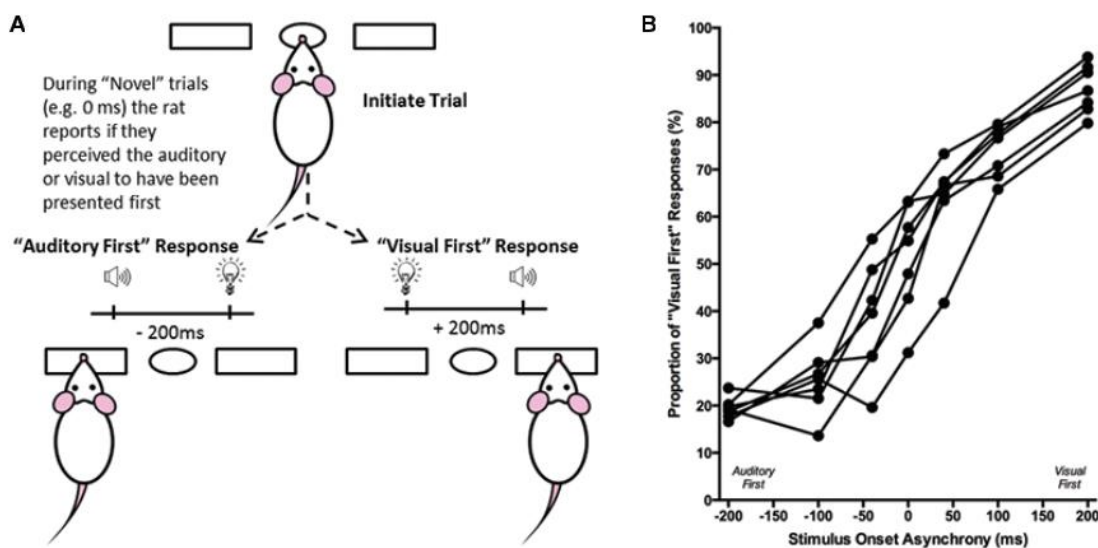 A
During “Novel” trials
(e.g. 0 ms) the rat
reports if they
perceived the auditory
or visual to have been
presented first
Initiate Trial
“Auditory First” Response
“Visual First” Response
- 200ms
+ 200ms
B
Proportion of "Visual First" Responses (%)
100
90
80
70
60
50
40
30
20
10
0
Auditory
First
Visual
First
-200 -150 -100 -50 0 50 100 150 200
Stimulus Onset Asynchrony (ms)